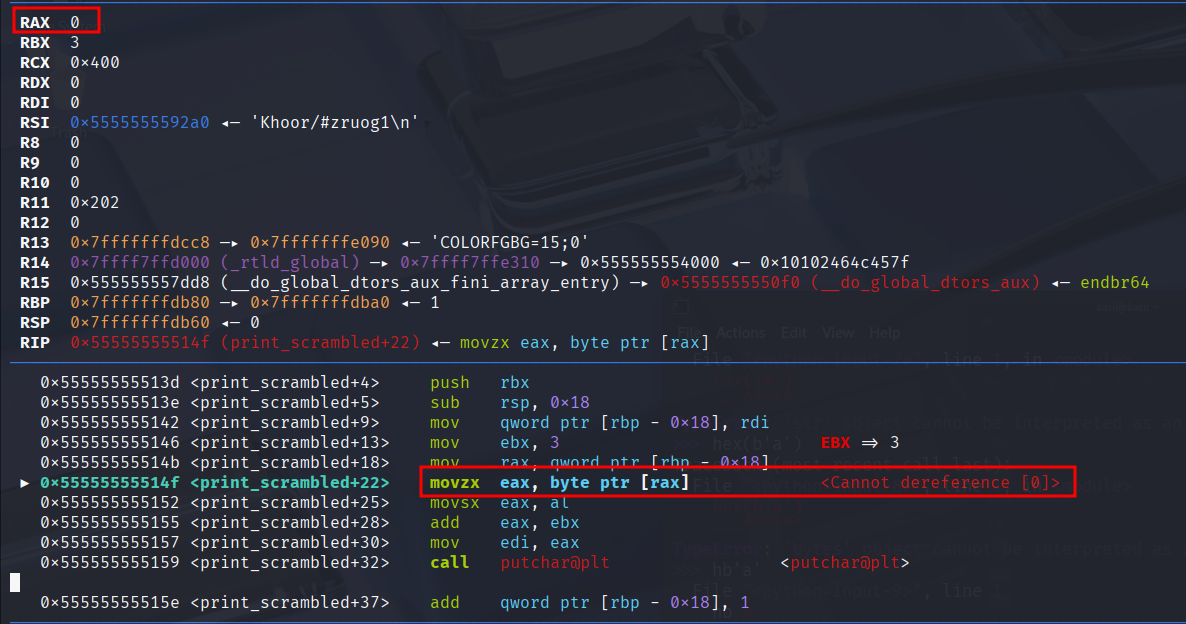 RAX 0
RBX 3
RCX 0×400
RDX 0
RDI 0
RSI 0×5555555592a0 ◂— 'Khoor/#zruog1\n'
R8 0
R9 0
R10 0
R11 0×202
R12 0
R13 0×7fffffffdcc8 —▸ 0×7fffffffe090 ◂— 'COLORFGBG=15;0'
R14 0×7ffff7ffd000 (_rtld_global) —▸ 0×7ffff7ffe310 —▸ 0×555555554000 ◂— 0×10102464c457f
R15 0×555555557dd8 (__do_global_dtors_aux_fini_array_entry) —▸ 0×5555555550f0 (__do_global_dtors_aux) ◂— endbr64
RBP 0×7fffffffdb80 —▸ 0×7fffffffdba0 ◂— 1
RSP 0×7fffffffdb60 ◂— 0
RIP 0×55555555514f (print_scrambled+22) ◂— movzx eax, byte ptr [rax]
0×55555555513d <print_scrambled+4> push rbx
0×55555555513e <print_scrambled+5> sub rsp, 0×18
0×555555555142 <print_scrambled+9> mov qword ptr [rbp - 0×18], rdi
0×555555555146 <print_scrambled+13> mov ebx, 3 EBX ⇒ 3
0×55555555514b <print_scrambled+18> mov rax, qword ptr [rbp - 0×18]
► 0×55555555514f <print_scrambled+22> movzx eax, byte ptr [rax] <Cannot dereference [0]>
0×555555555152 <print_scrambled+25> movsx eax, al
0×555555555155 <print_scrambled+28> add eax, ebx
0×555555555157 <print_scrambled+30> mov edi, eax
0×555555555159 <print_scrambled+32> call putchar@plt <putchar@plt>
0×55555555515e <print_scrambled+37> add qword ptr [rbp - 0×18], 1
File Actions Edit View Help